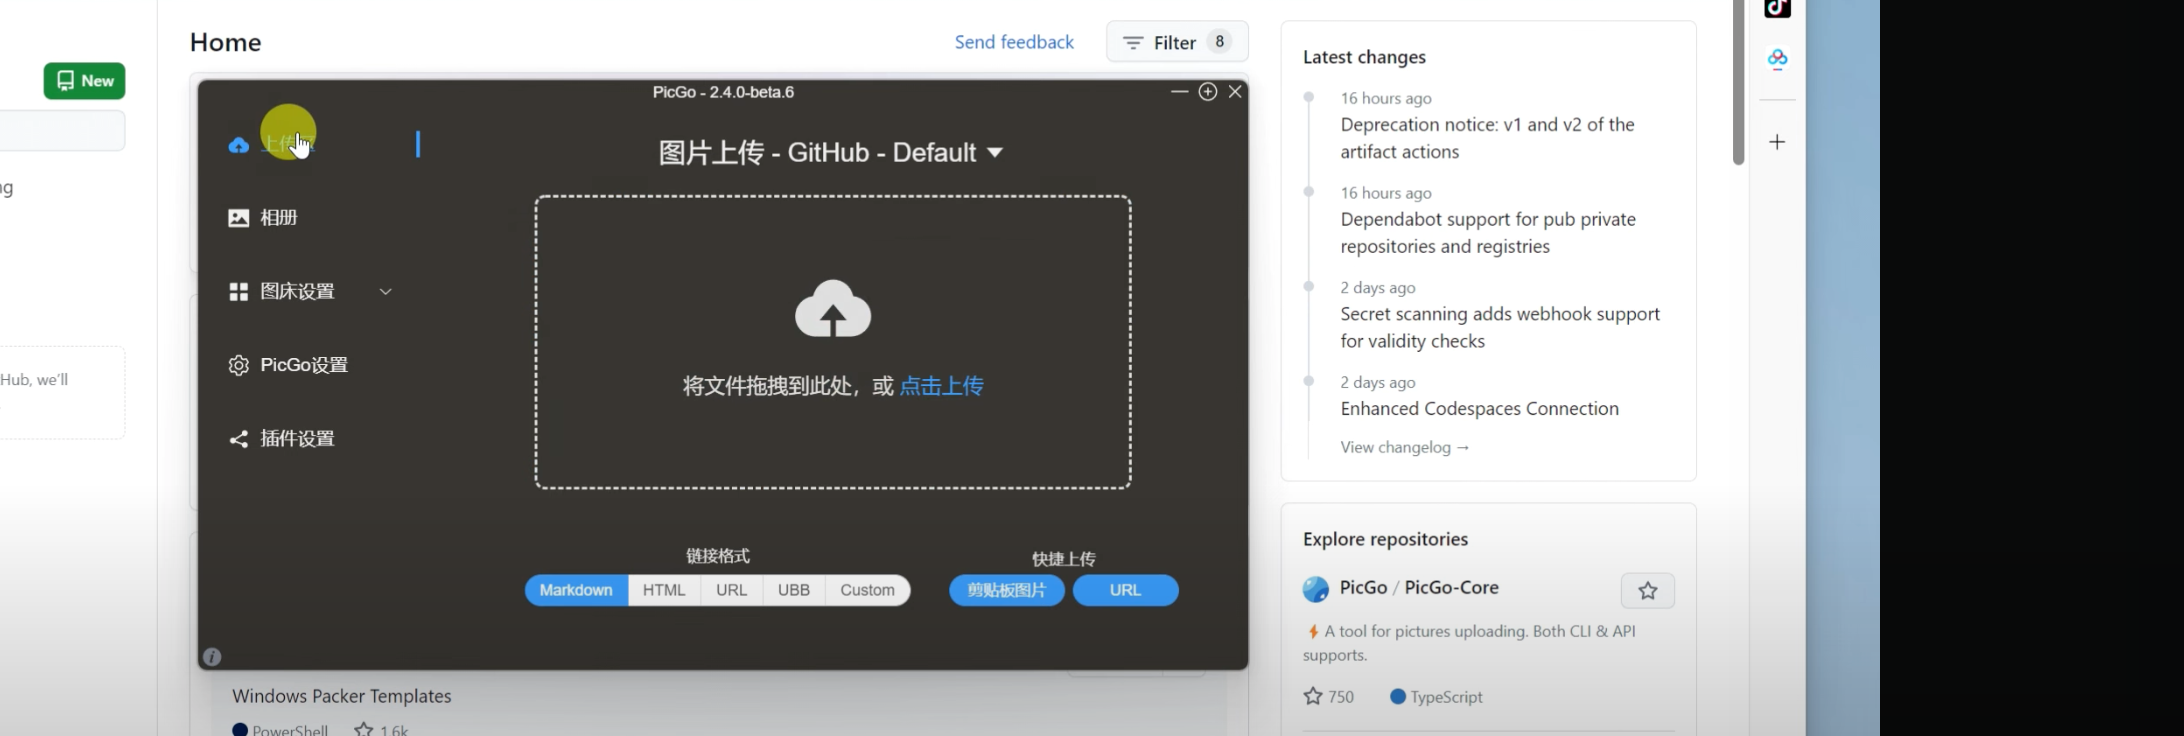 Home
Send feedback
Filter 8
New
ng
Hub, we'll
PicGo - 2.4.0-beta.6
上传区
相册
图床设置
PicGo设置
插件设置
图片上传 - GitHub - Default
将文件拖拽到此处，或 点击上传
链接格式
Markdown HTML URL UBB Custom
快捷上传
剪贴板图片 URL
Windows Packer Templates
PowerShell 1.6k
Latest changes
16 hours ago
Deprecation notice: v1 and v2 of the
artifact actions
16 hours ago
Dependabot support for pub private
repositories and registries
2 days ago
Secret scanning adds webhook support
for validity checks
2 days ago
Enhanced Codespaces Connection
View changelog →
Explore repositories
PicGo / PicGo-Core
A tool for pictures uploading. Both CLI & API
supports.
750 TypeScript